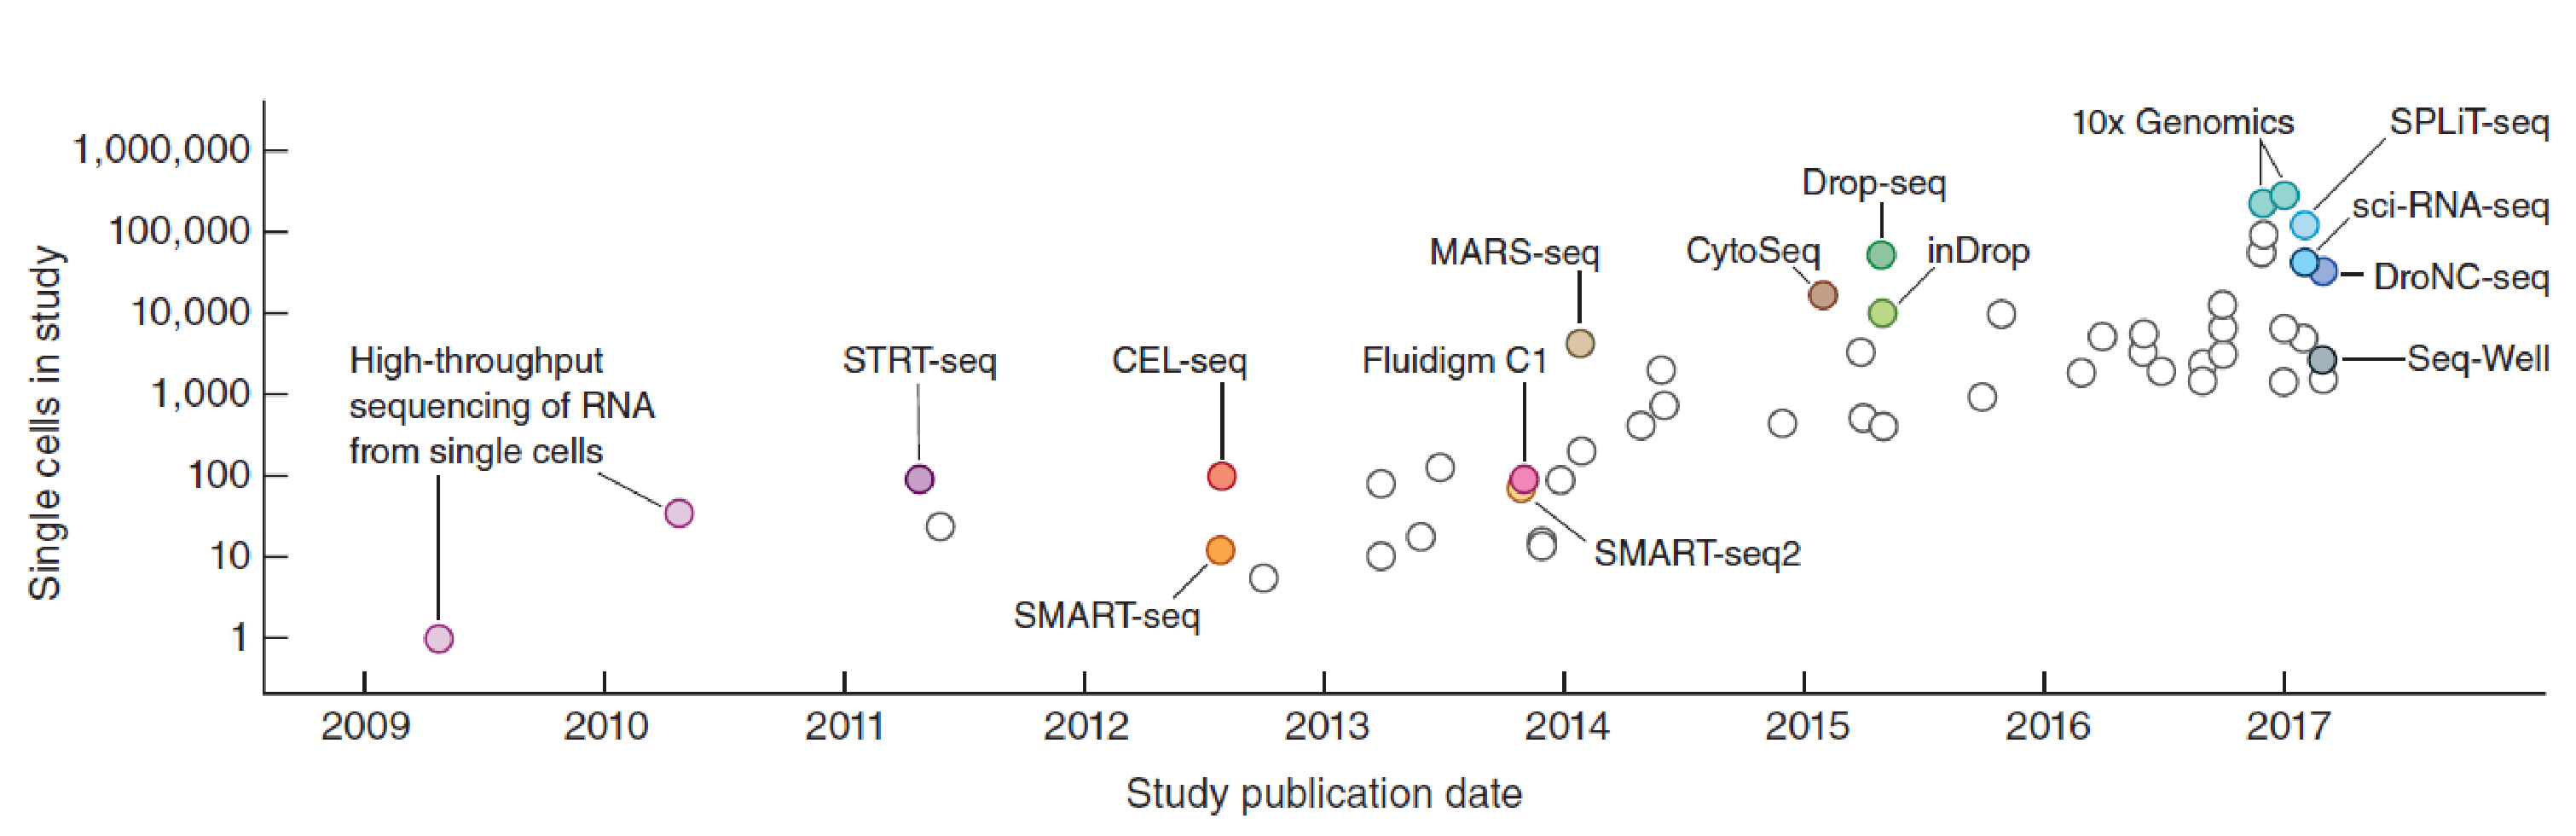 10x Genomics
SPLiT-seq
1,000,000
Drop-seq
sci-RNA-seq
100,000
MARS-seq
CytoSeq
inDrop
DroNC-seq
10,000
High-throughput
sequencing of RNA
from single cells
STRT-seq
CEL-seq
Fluidigm C1
Seq-Well
1,000
100
10
SMART-seq2
SMART-seq
1
Single cells in study
2009
2010
2011
2012
2013
2014
2015
2016
2017
Study publication date